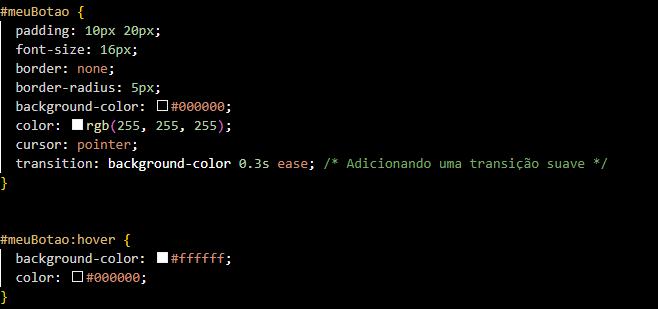 #meuBotao {
  padding: 10px 20px;
  font-size: 16px;
  border: none;
  border-radius: 5px;
  background-color: #000000;
  color: rgb(255, 255, 255);
  cursor: pointer;
  transition: background-color 0.3s ease; /* Adicionando uma transição suave */
}
#meuBotao:hover {
  background-color: #ffffff;
  color: #000000;
}